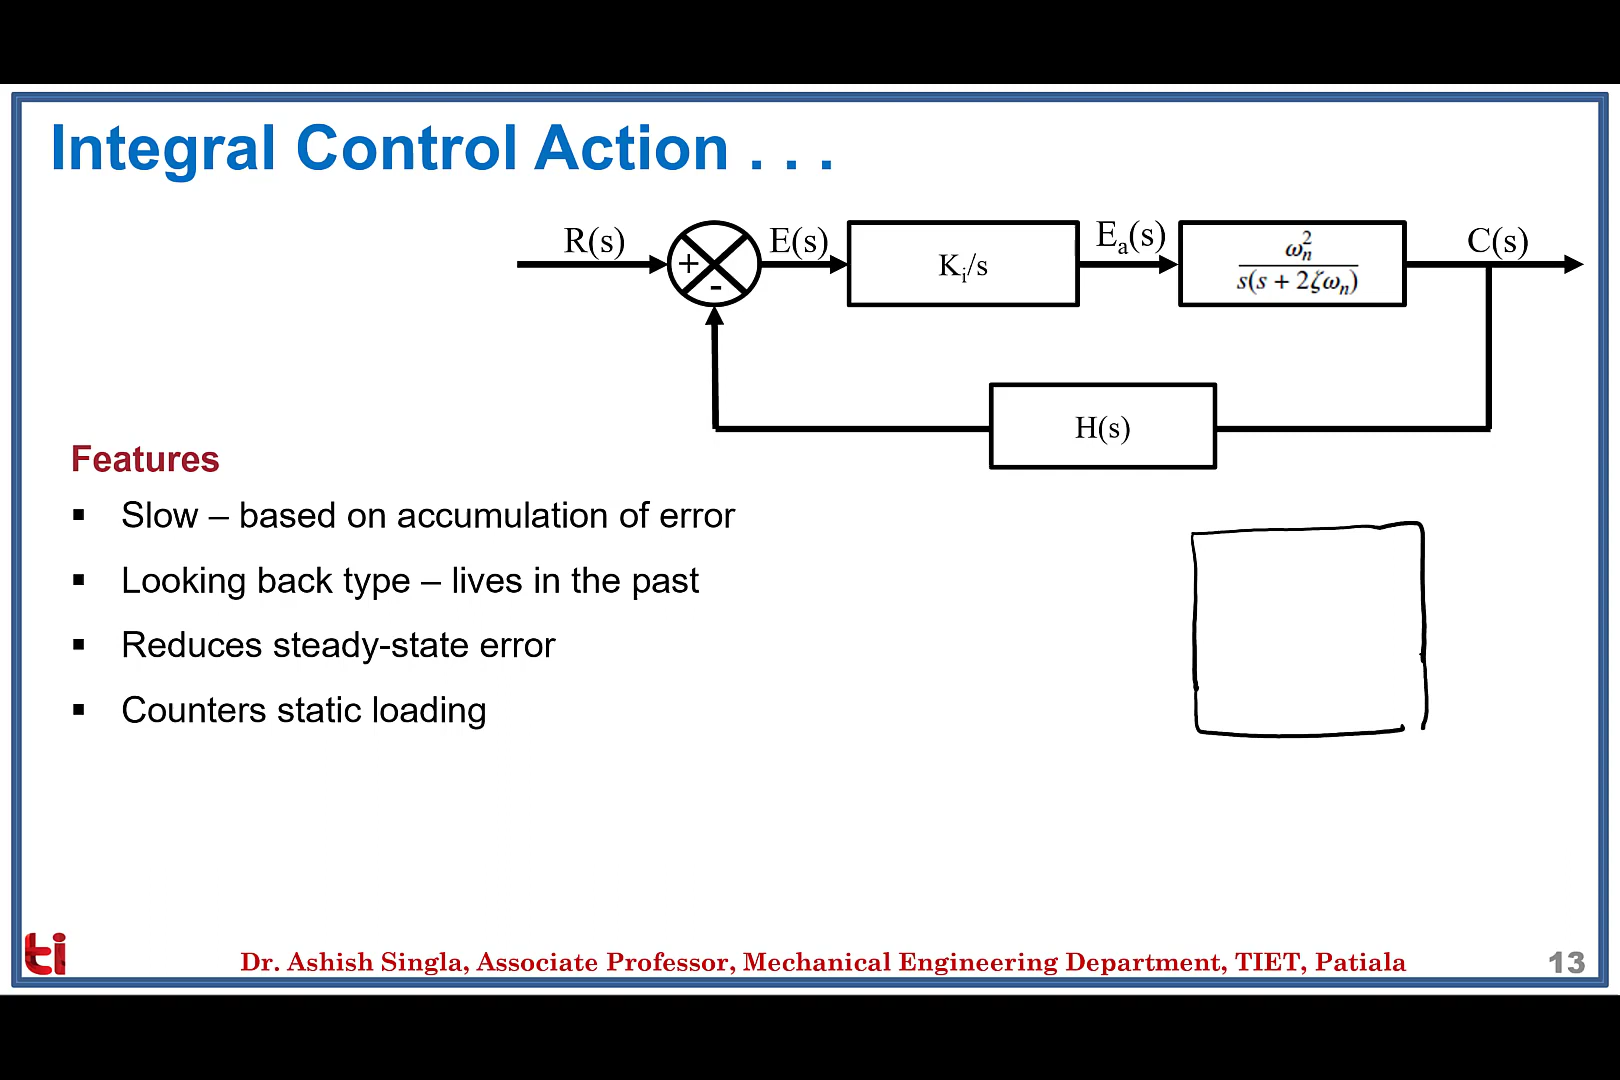 Integral Control Action . . .
R(s)
+
-
E(s)
Kᵢ/s
Eₐ(s)
ωₙ²
s(s + 2ζωₙ)
C(s)
H(s)
Features
▪ Slow – based on accumulation of error
▪ Looking back type – lives in the past
▪ Reduces steady-state error
▪ Counters static loading
ti
Dr. Ashish Singla, Associate Professor, Mechanical Engineering Department, TIET, Patiala
13